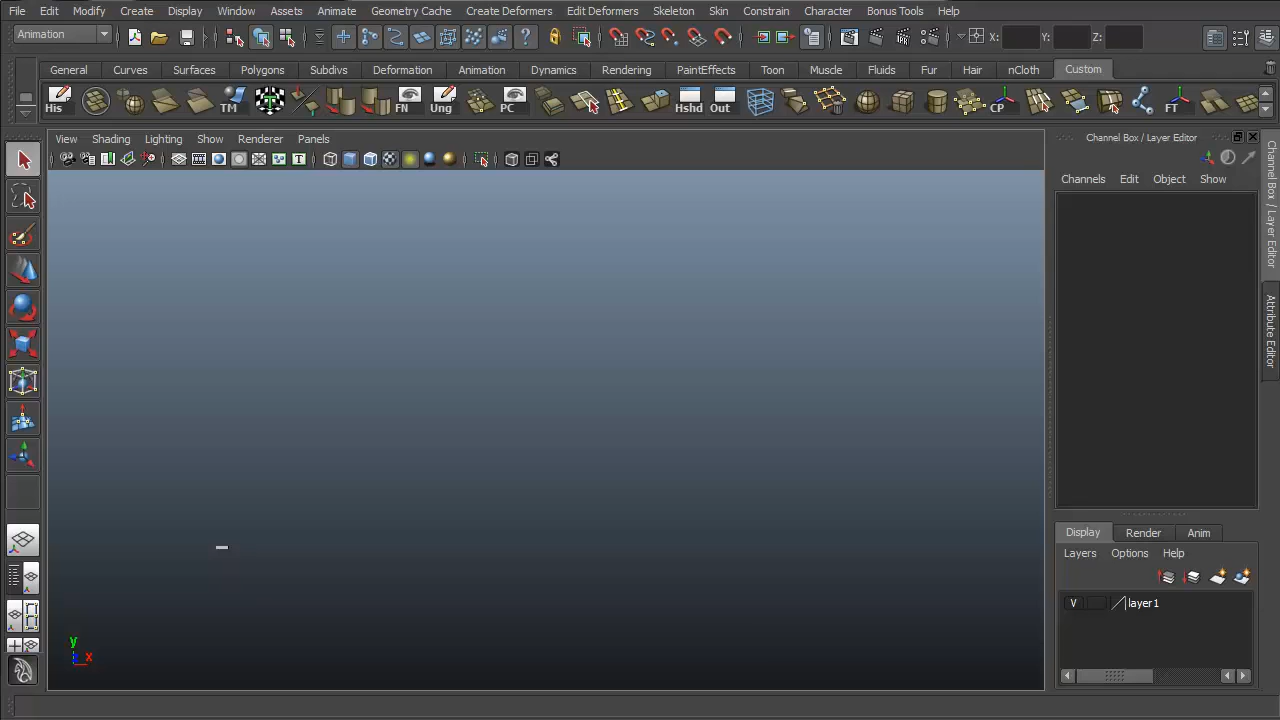 File Edit Modify Create Display Window Assets Animate Geometry Cache Create Deformers Edit Deformers Skeleton Skin Constrain Character Bonus Tools Help
Animation X: Y: Z:
General Curves Surfaces Polygons Subdivs Deformation Animation Dynamics Rendering PaintEffects Toon Muscle Fluids Fur Hair nCloth Custom
His TM FN Ung PC Hshd Out CP FT
View Shading Lighting Show Renderer Panels
T
Channel Box / Layer Editor
Channels Edit Object Show
Channel Box / Layer Editor
Attribute Editor
Display Render Anim
Layers Options Help
V layer1
y
x